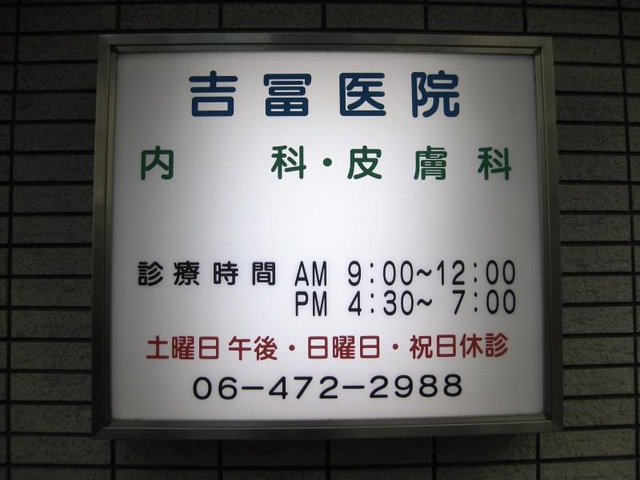 吉冨医院
内 科・皮 膚 科
診療時間 AM 9:00~12:00
PM 4:30~ 7:00
土曜日午後・日曜日・祝日休診
06-472-2988